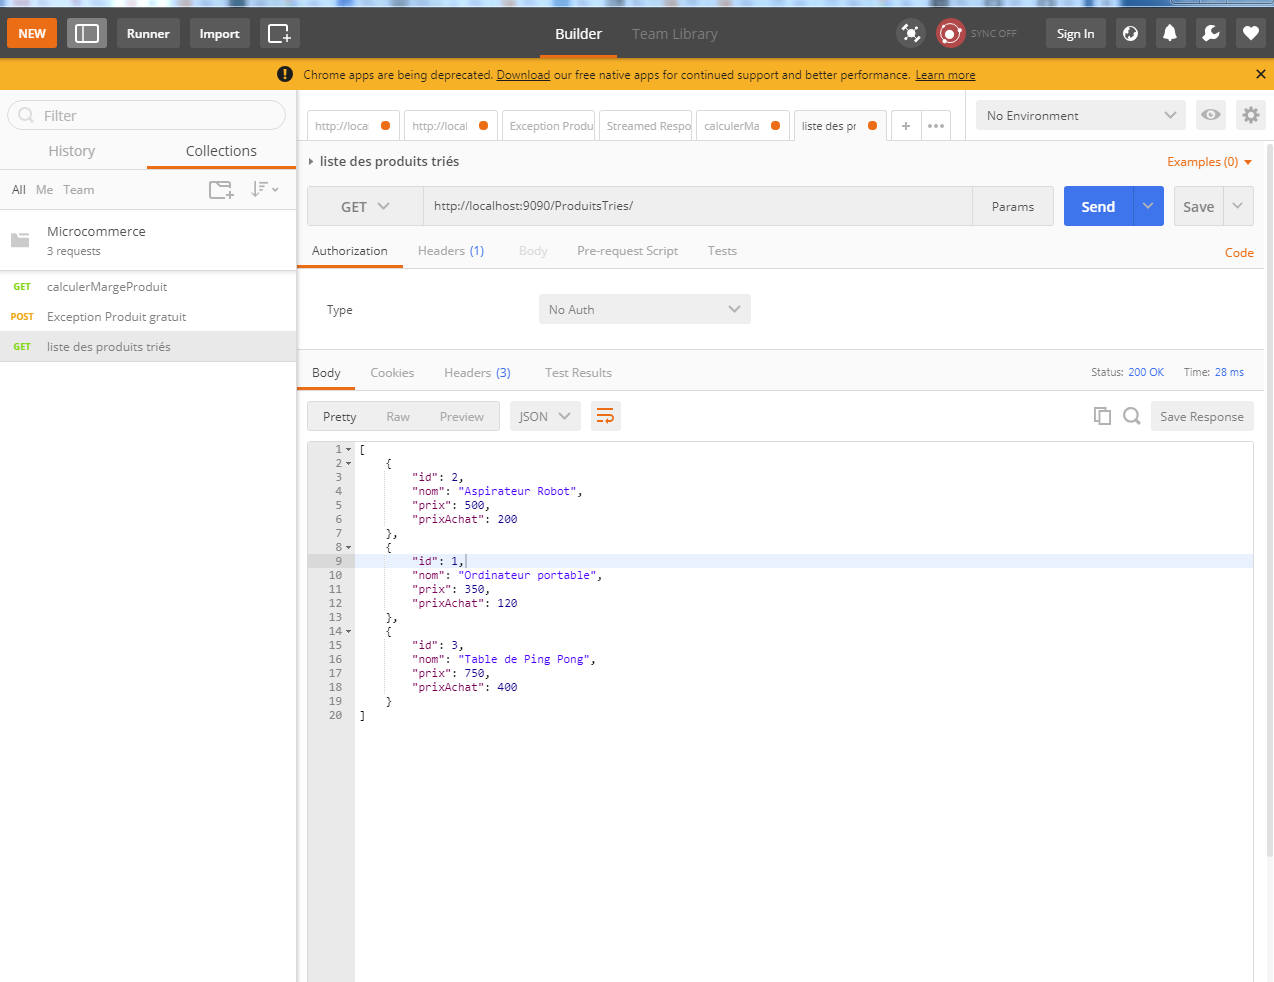 NEW
Runner
Import
Builder
Team Library
SYNC OFF
Sign In
Chrome apps are being deprecated. Download our free native apps for continued support and better performance. Learn more
Filter
History
Collections
All Me Team
Microcommerce
3 requests
GET calculerMargeProduit
POST Exception Produit gratuit
GET liste des produits triés
http://local
http://local
Exception Produ
Streamed Respo
calculerMa
liste des pr
No Environment
liste des produits triés
Examples (0)
GET
http://localhost:9090/ProduitsTries/
Params
Send
Save
Authorization
Headers (1)
Body
Pre-request Script
Tests
Code
Type
No Auth
Body
Cookies
Headers (3)
Test Results
Status: 200 OK
Time: 28 ms
Pretty
Raw
Preview
JSON
Save Response
1 [
2 {
3 "id": 2,
4 "nom": "Aspirateur Robot",
5 "prix": 500,
6 "prixAchat": 200
7 },
8 {
9 "id": 1,
10 "nom": "Ordinateur portable",
11 "prix": 350,
12 "prixAchat": 120
13 },
14 {
15 "id": 3,
16 "nom": "Table de Ping Pong",
17 "prix": 750,
18 "prixAchat": 400
19 }
20 ]